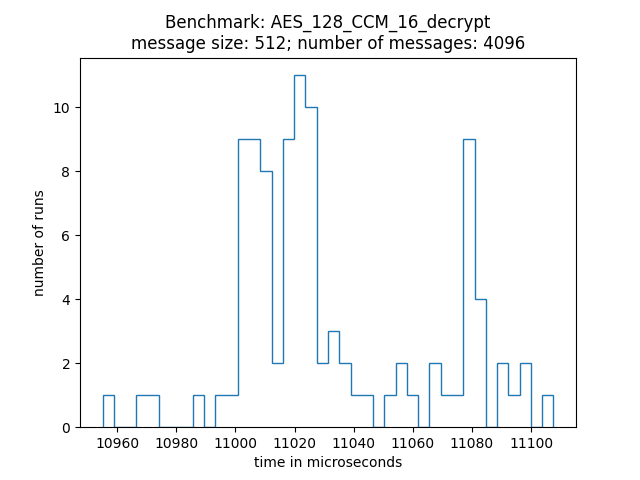 Benchmark: AES_128_CCM_16_decrypt
message size: 512; number of messages: 4096
10
8
6
4
2
0
number of runs
10960 10980 11000 11020 11040 11060 11080 11100
time in microseconds